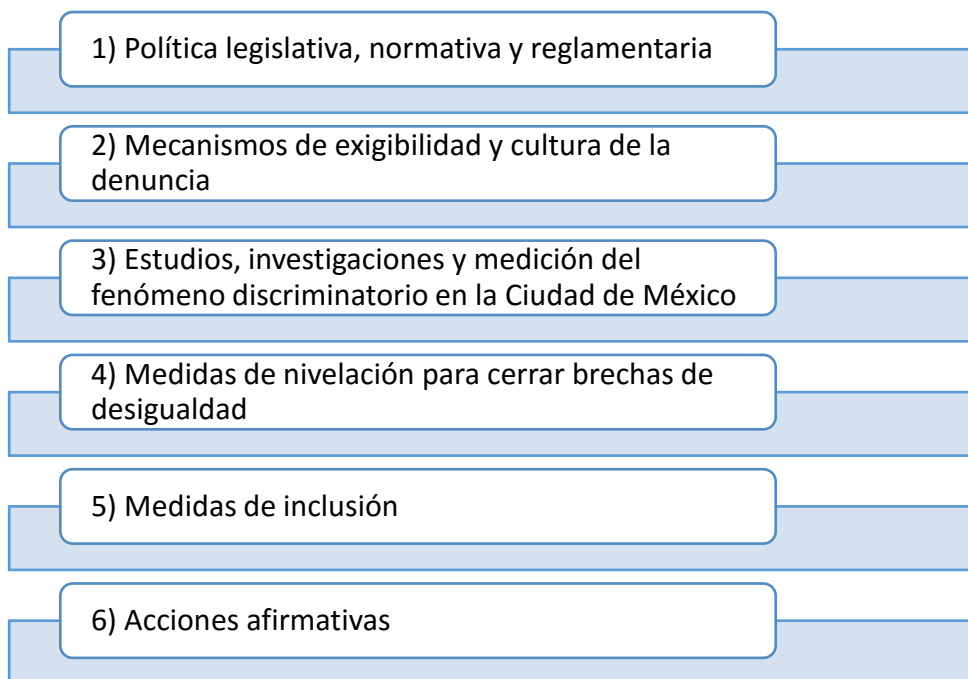 1) Política legislativa, normativa y reglamentaria
2) Mecanismos de exigibilidad y cultura de la
denuncia
3) Estudios, investigaciones y medición del
fenómeno discriminatorio en la Ciudad de México
4) Medidas de nivelación para cerrar brechas de
desigualdad
5) Medidas de inclusión
6) Acciones afirmativas